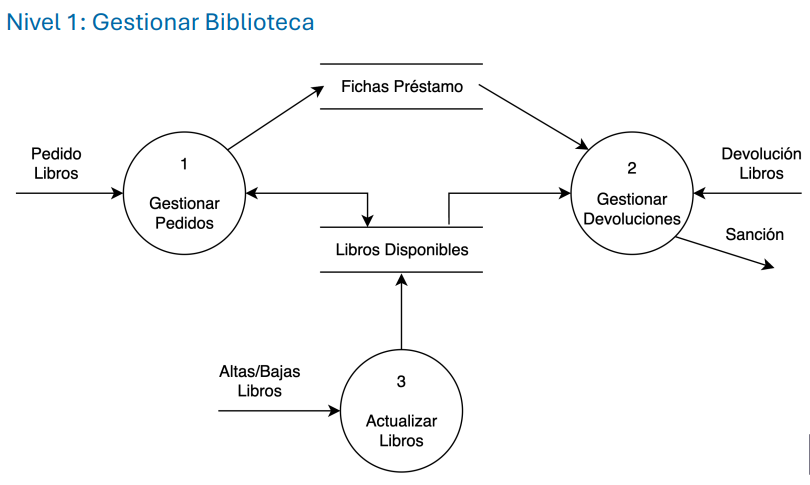 Nivel 1: Gestionar Biblioteca
Fichas Préstamo
Pedido
Libros
1
Gestionar
Pedidos
2
Gestionar
Devoluciones
Devolución
Libros
Sanción
Libros Disponibles
Altas/Bajas
Libros
3
Actualizar
Libros